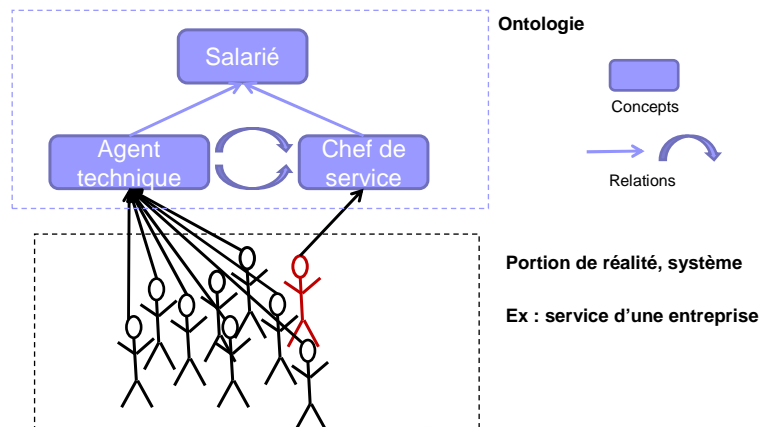 Ontologie
Salarié
Concepts
Agent
technique
Chef de
service
Relations
Portion de réalité, système
Ex : service d’une entreprise